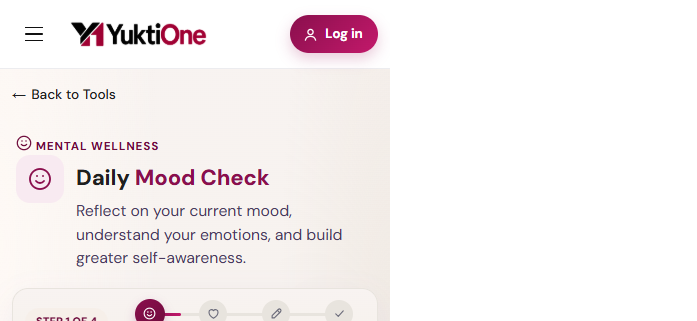 YuktiOne
Log in
← Back to Tools
MENTAL WELLNESS
Daily Mood Check
Reflect on your current mood,
understand your emotions, and build
greater self-awareness.
STEP 1 OF 4